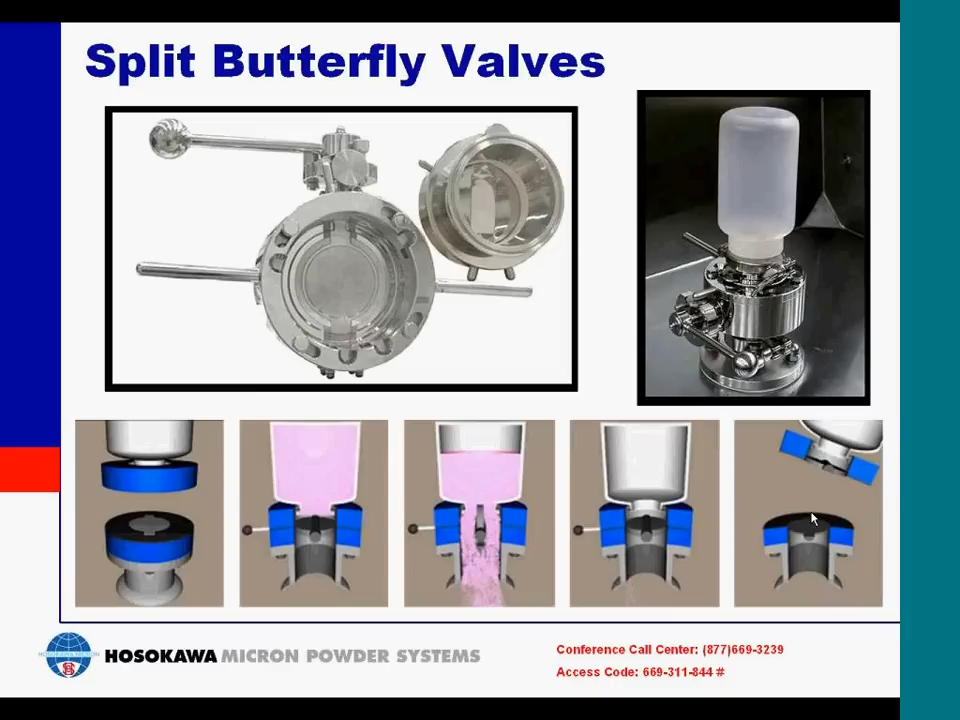 Split Butterfly Valves
HOSOKAWA MICRON POWDER SYSTEMS
Conference Call Center: (877)669-3239
Access Code: 669-311-844 #